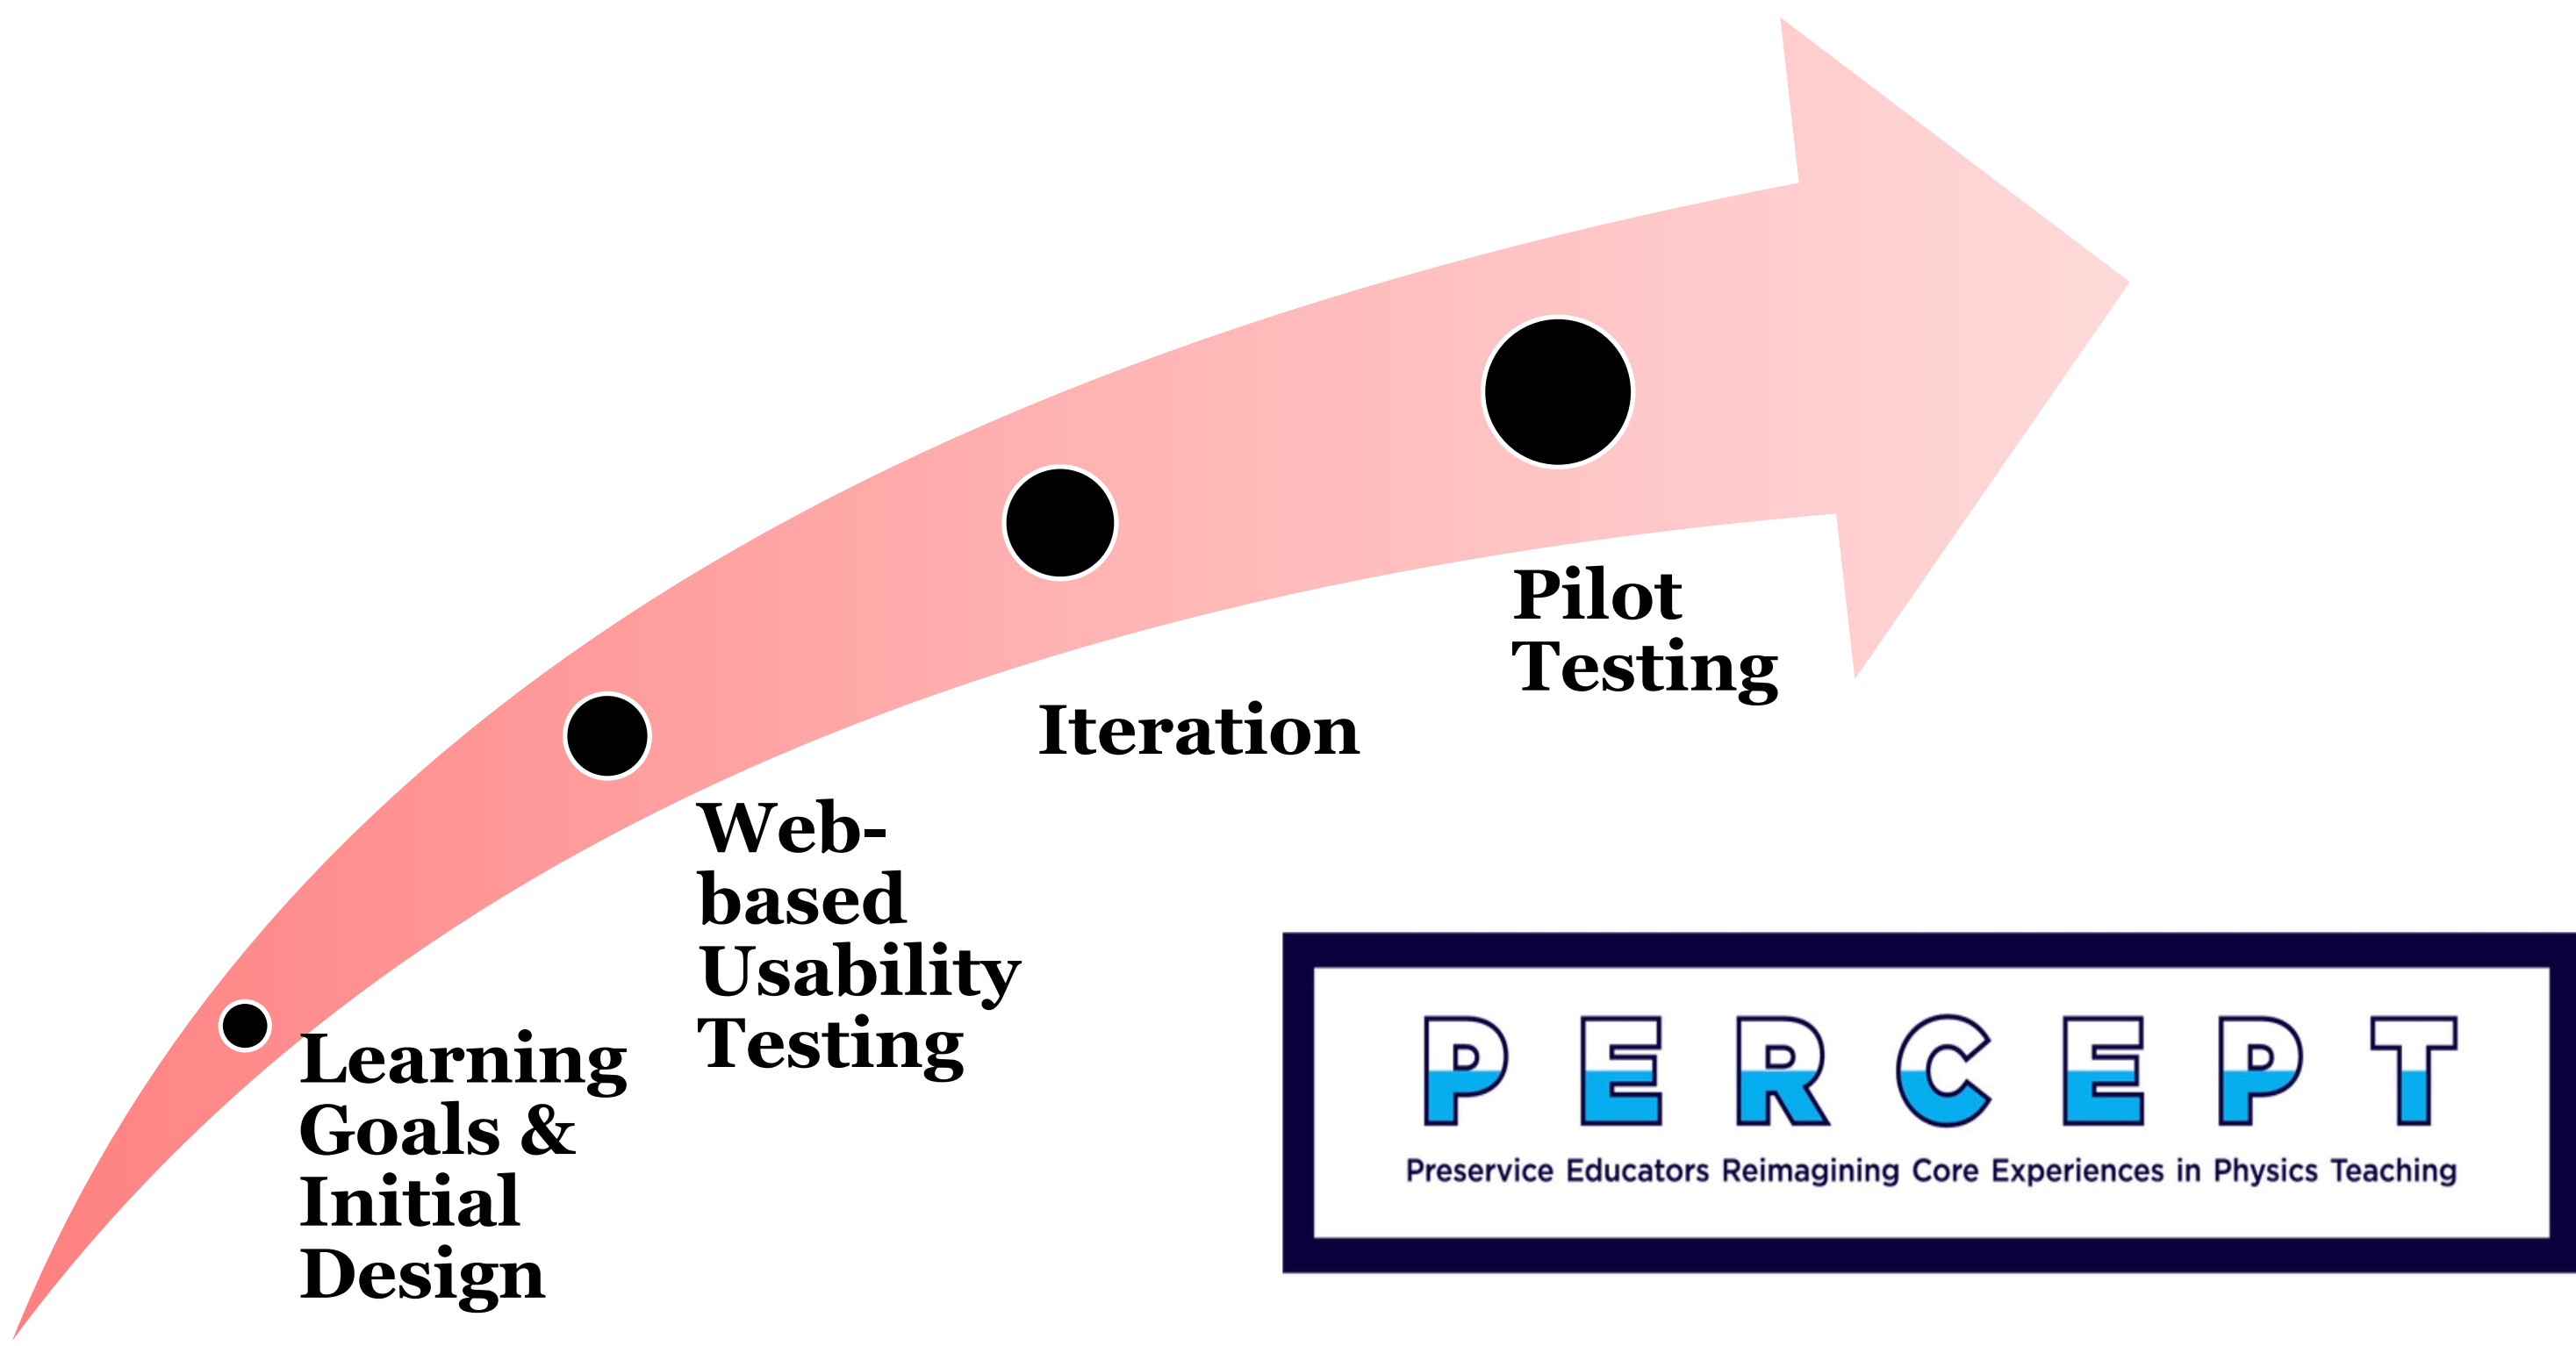 Learning
Goals &
Initial
Design
Web-
based
Usability
Testing
Iteration
Pilot
Testing
PERCEPT
Preservice Educators Reimagining Core Experiences in Physics Teaching